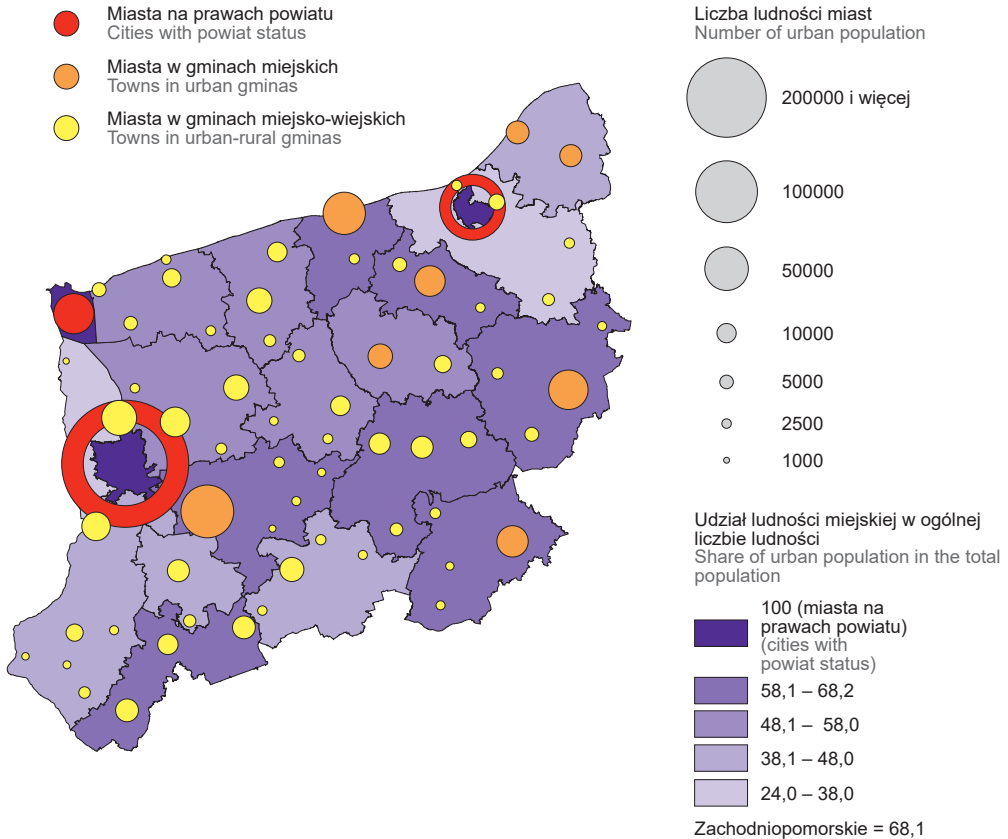 Miasta na prawach powiatu
Cities with powiat status
Miasta w gminach miejskich
Towns in urban gminas
Miasta w gminach miejsko-wiejskich
Towns in urban-rural gminas
Liczba ludności miast
Number of urban population
200000 i więcej
100000
50000
10000
5000
2500
1000
Udział ludności miejskiej w ogólnej
liczbie ludności
Share of urban population in the total
population
100 (miasta na
prawach powiatu)
(cities with
powiat status)
58,1 – 68,2
48,1 – 58,0
38,1 – 48,0
24,0 – 38,0
Zachodniopomorskie = 68,1